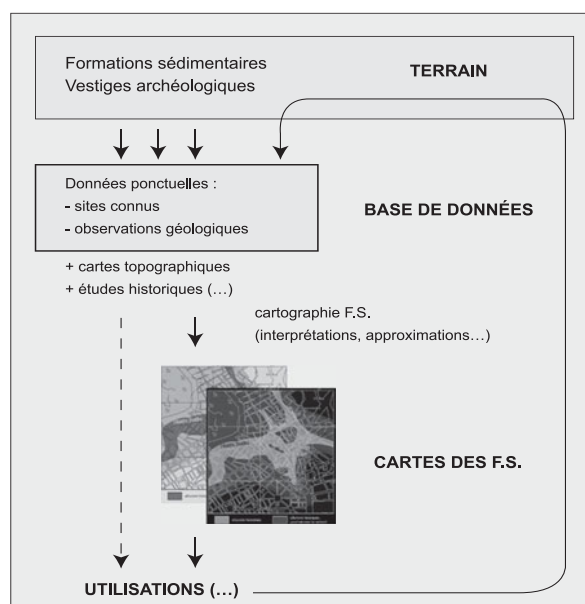 Formations sédimentaires
Vestiges archéologiques
TERRAIN
Données ponctuelles :
- sites connus
- observations géologiques
BASE DE DONNÉES
+ cartes topographiques
+ études historiques (…)
cartographie F.S.
(interprétations, approximations…)
CARTES DES F.S.
UTILISATIONS (…)